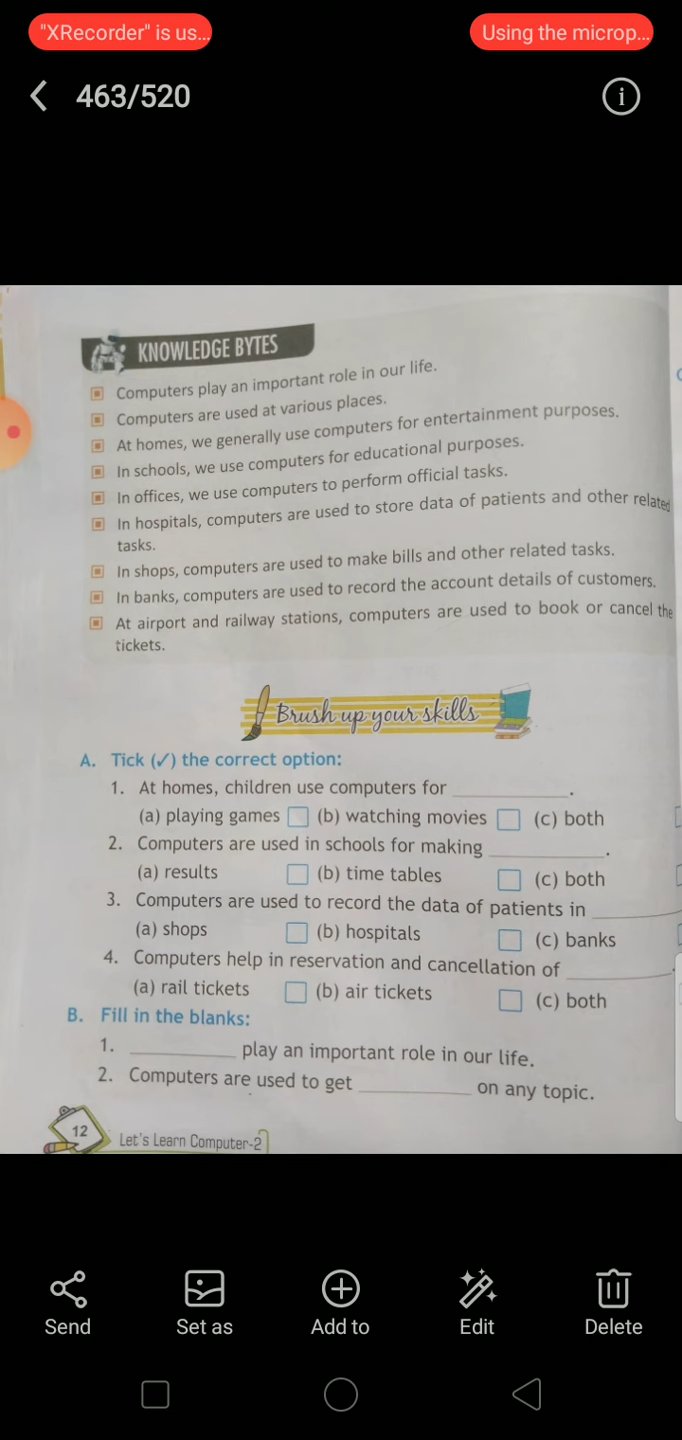 "XRecorder" is us...
Using the microp...
463/520
KNOWLEDGE BYTES
Computers play an important role in our life.
Computers are used at various places.
At homes, we generally use computers for entertainment purposes.
In schools, we use computers for educational purposes.
In offices, we use computers to perform official tasks.
In hospitals, computers are used to store data of patients and other related
tasks.
In shops, computers are used to make bills and other related tasks.
In banks, computers are used to record the account details of customers.
At airport and railway stations, computers are used to book or cancel the
tickets.
Brush up your skills
A. Tick (✓) the correct option:
1. At homes, children use computers for ____________.
(a) playing games (b) watching movies (c) both
2. Computers are used in schools for making ____________.
(a) results (b) time tables (c) both
3. Computers are used to record the data of patients in ____________
(a) shops (b) hospitals (c) banks
4. Computers help in reservation and cancellation of ____________.
(a) rail tickets (b) air tickets (c) both
B. Fill in the blanks:
1. ____________ play an important role in our life.
2. Computers are used to get ____________ on any topic.
12 Let's Learn Computer-2
Send Set as Add to Edit Delete